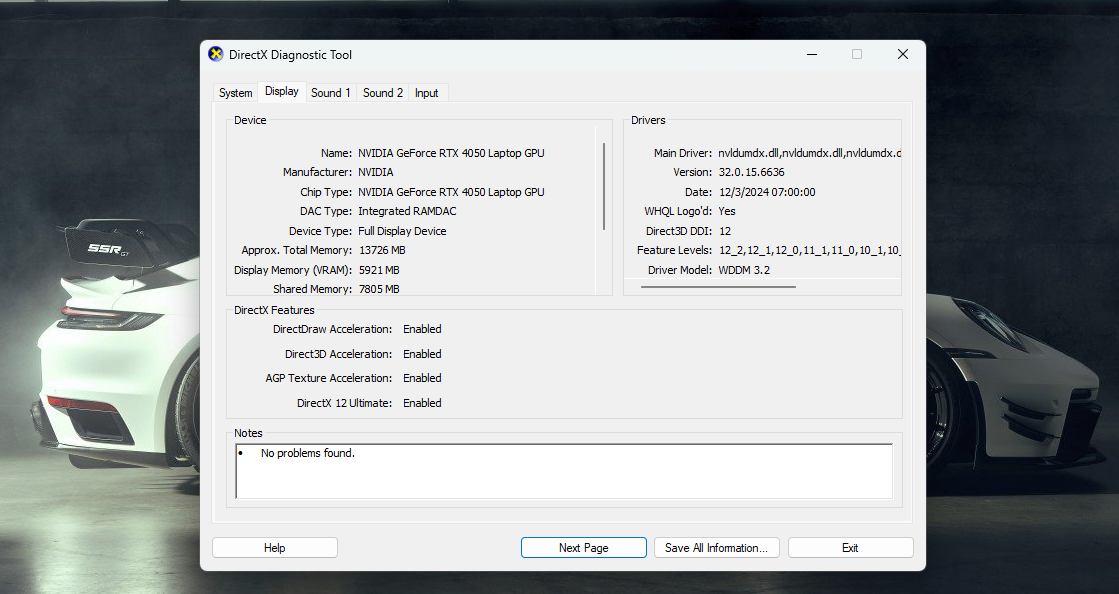 DirectX Diagnostic Tool
System Display Sound 1 Sound 2 Input
Device
Name: NVIDIA GeForce RTX 4050 Laptop GPU
Manufacturer: NVIDIA
Chip Type: NVIDIA GeForce RTX 4050 Laptop GPU
DAC Type: Integrated RAMDAC
Device Type: Full Display Device
Approx. Total Memory: 13726 MB
Display Memory (VRAM): 5921 MB
Shared Memory: 7805 MB
Drivers
Main Driver: nvldumdx.dll,nvldumdx.dll,nvldumdx.d
Version: 32.0.15.6636
Date: 12/3/2024 07:00:00
WHQL Logo'd: Yes
Direct3D DDI: 12
Feature Levels: 12_2,12_1,12_0,11_1,11_0,10_1,10_
Driver Model: WDDM 3.2
DirectX Features
DirectDraw Acceleration: Enabled
Direct3D Acceleration: Enabled
AGP Texture Acceleration: Enabled
DirectX 12 Ultimate: Enabled
Notes
• No problems found.
Help Next Page Save All Information... Exit
SSR